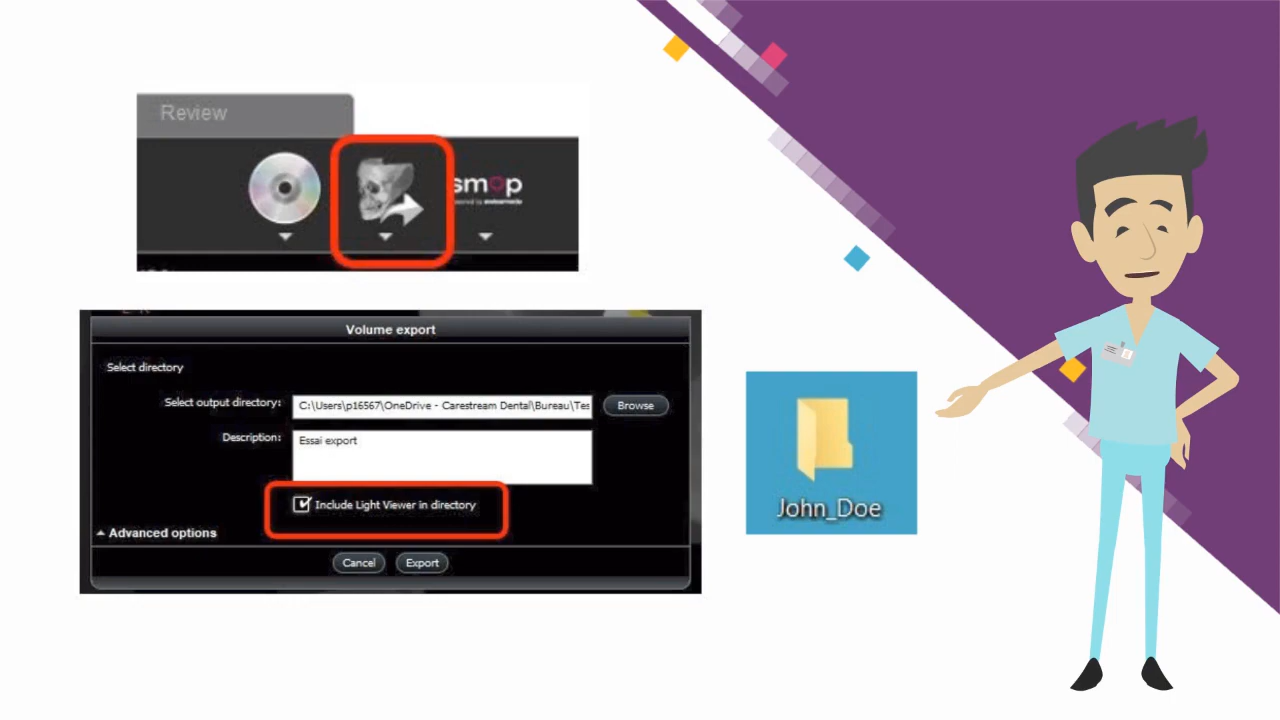 Review
smop
Volume export
Select directory
Select output directory:
C:\Users\p16567\OneDrive - Carestream Dental\Bureau\Tes
Browse
Description:
Essai export
Include Light Viewer in directory
Advanced options
Cancel
Export
John_Doe